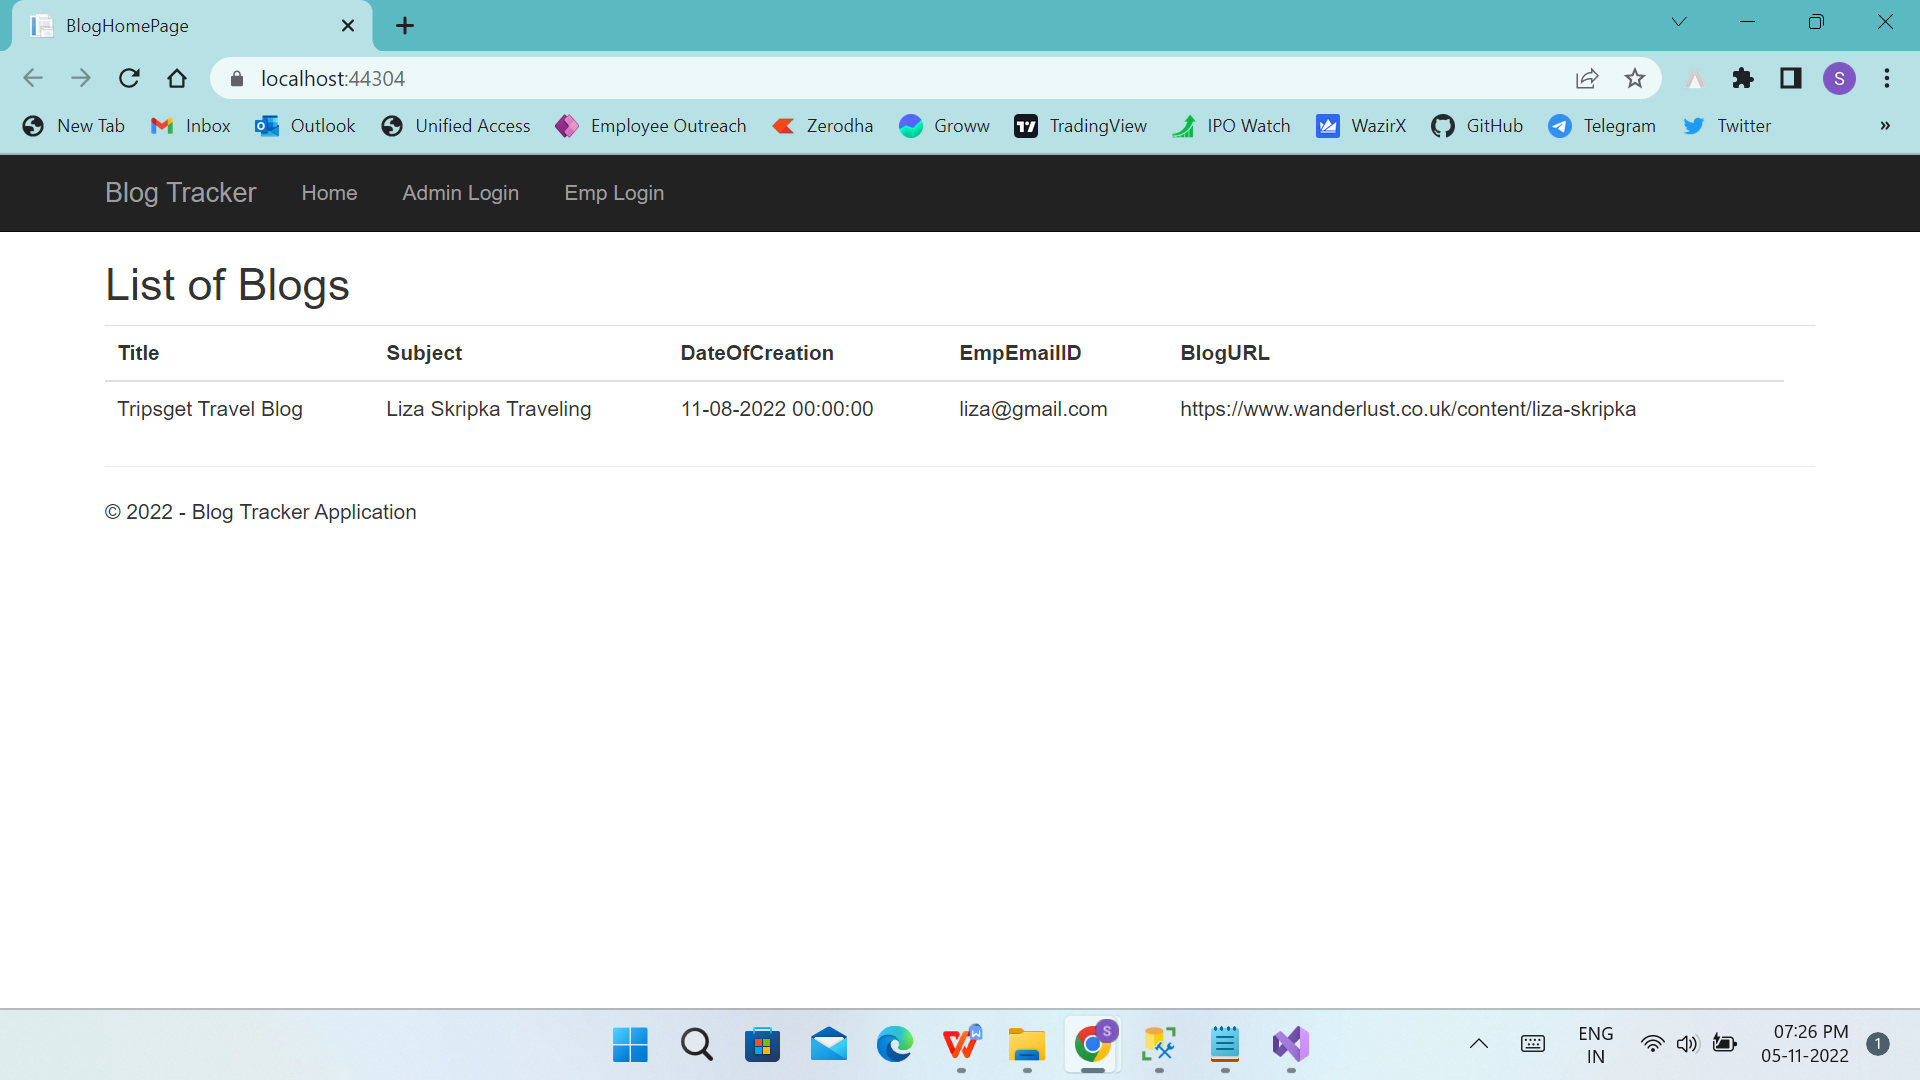 BlogHomePage
localhost:44304
S
New Tab Inbox Outlook Unified Access Employee Outreach Zerodha Groww TradingView IPO Watch WazirX GitHub Telegram Twitter »
Blog Tracker Home Admin Login Emp Login
List of Blogs
Title Subject DateOfCreation EmpEmailID BlogURL
Tripsget Travel Blog Liza Skripka Traveling 11-08-2022 00:00:00 liza@gmail.com https://www.wanderlust.co.uk/content/liza-skripka
© 2022 - Blog Tracker Application
S
ENG
IN
07:26 PM
05-11-2022
1